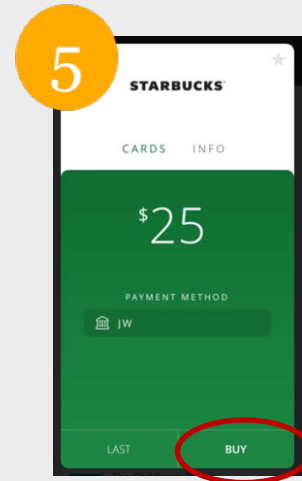 5
STARBUCKS
CARDS INFO
$25
PAYMENT METHOD
JW
LAST BUY